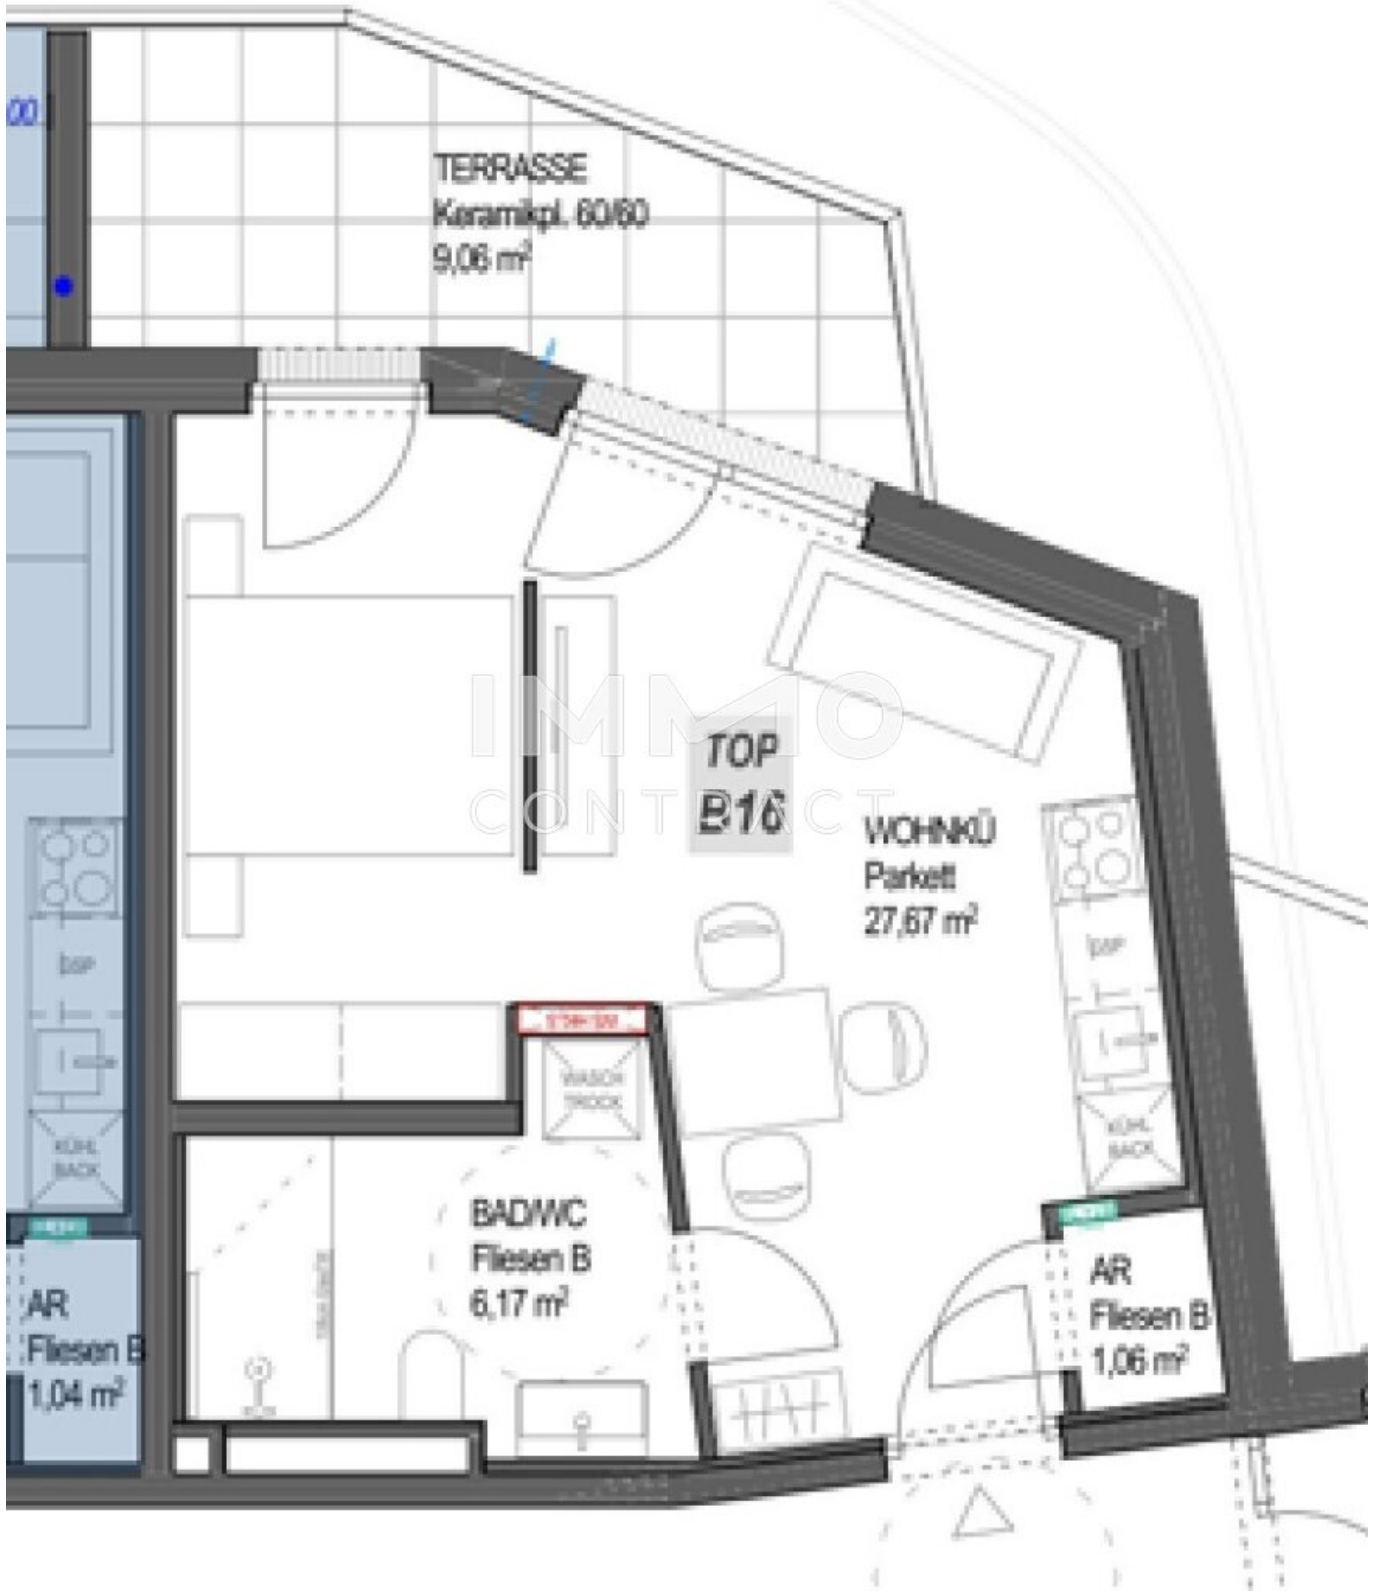 00
TERRASSE
Keramikpl. 60/60
9,06 m²
IMMO
CONTRACT
TOP
B16
WOHNKÜ
Parkett
27,67 m²
GSP
GSP
WASCH
TROCK
KÜHL
BACK
KÜHL
BACK
BAD/WC
Fliesen B
6,17 m²
AR
Fliesen B
1,06 m²
AR
Fliesen B
1,04 m²